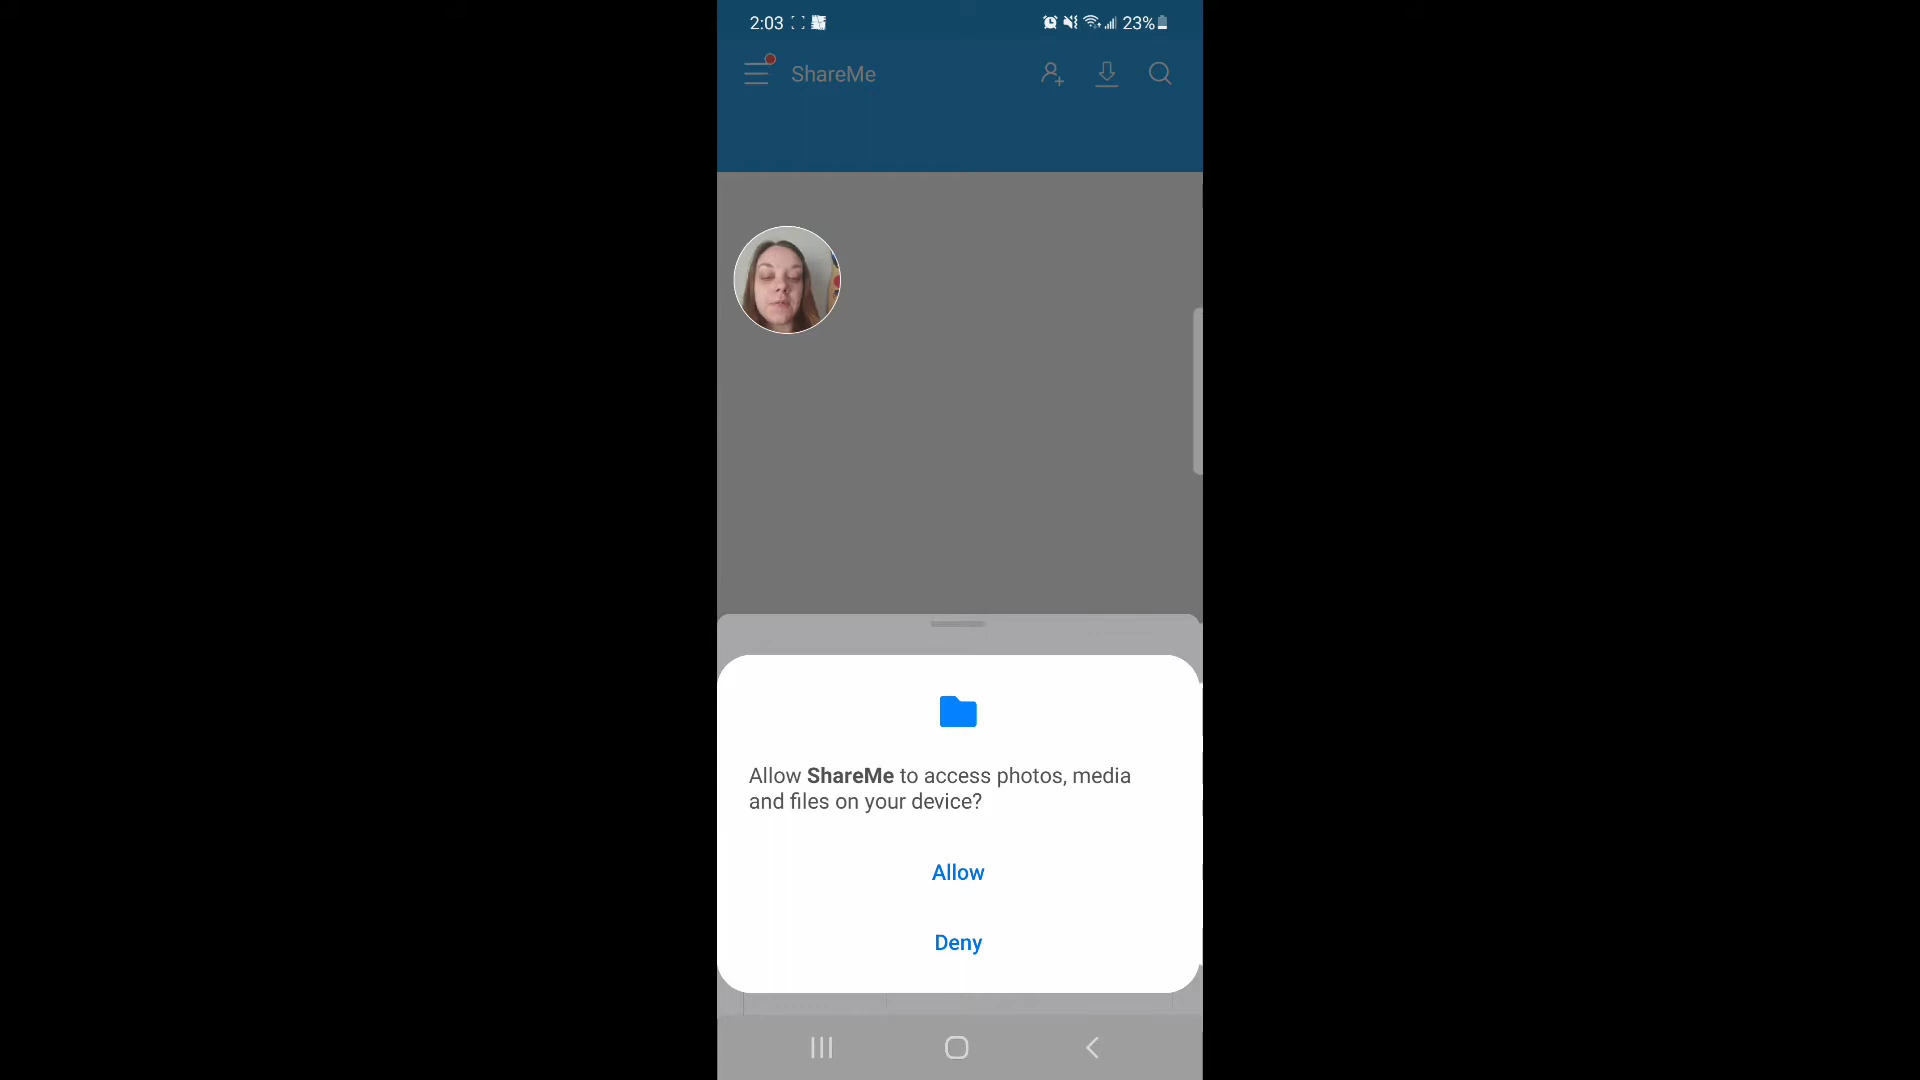 2:03
23%
ShareMe
Allow ShareMe to access photos, media
and files on your device?
Allow
Deny